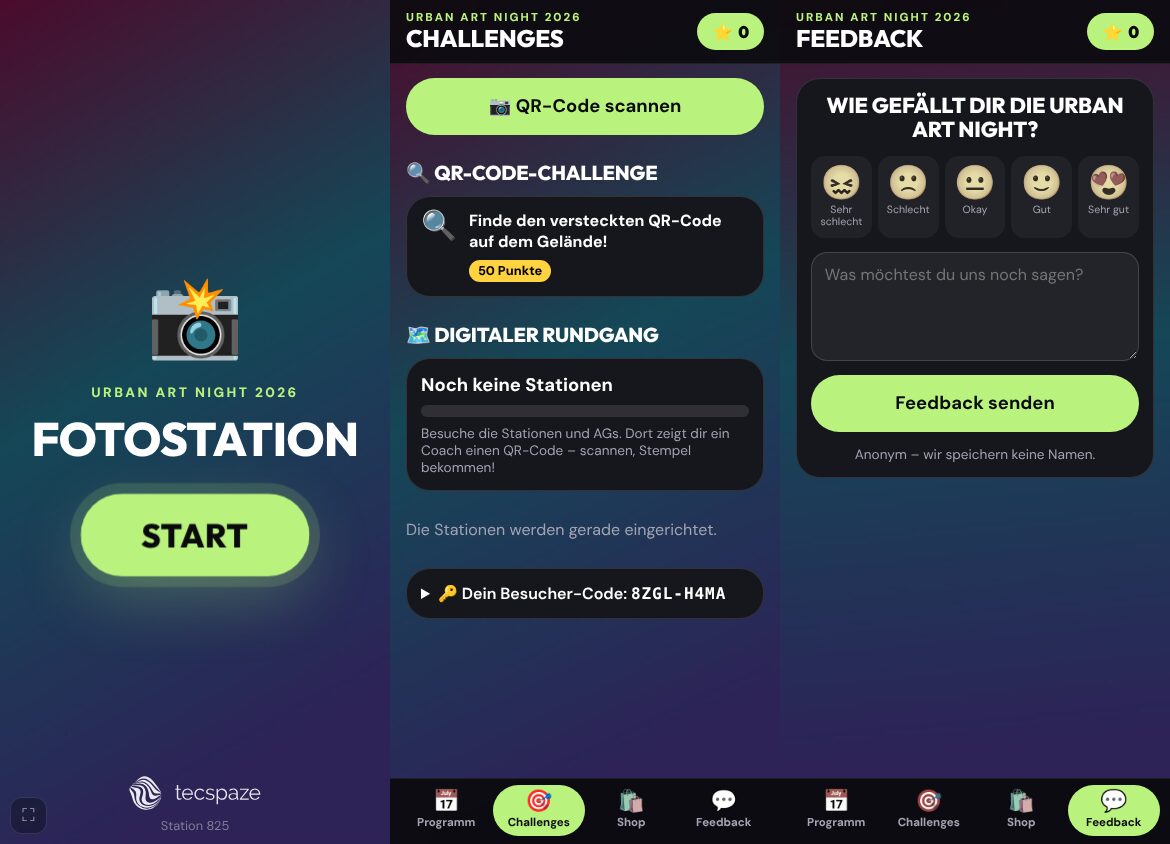 URBAN ART NIGHT 2026
FOTOSTATION
START
tecspaze
Station 825
URBAN ART NIGHT 2026
CHALLENGES
0
QR-Code scannen
QR-CODE-CHALLENGE
Finde den versteckten QR-Code
auf dem Gelände!
50 Punkte
DIGITALER RUNDGANG
Noch keine Stationen
Besuche die Stationen und AGs. Dort zeigt dir ein
Coach einen QR-Code – scannen, Stempel
bekommen!
Die Stationen werden gerade eingerichtet.
Dein Besucher-Code: 8ZGL-H4MA
July
17
Programm
Challenges
Shop
Feedback
URBAN ART NIGHT 2026
FEEDBACK
0
WIE GEFÄLLT DIR DIE URBAN
ART NIGHT?
Sehr
schlecht
Schlecht
Okay
Gut
Sehr gut
Was möchtest du uns noch sagen?
Feedback senden
Anonym – wir speichern keine Namen.
July
17
Programm
Challenges
Shop
Feedback